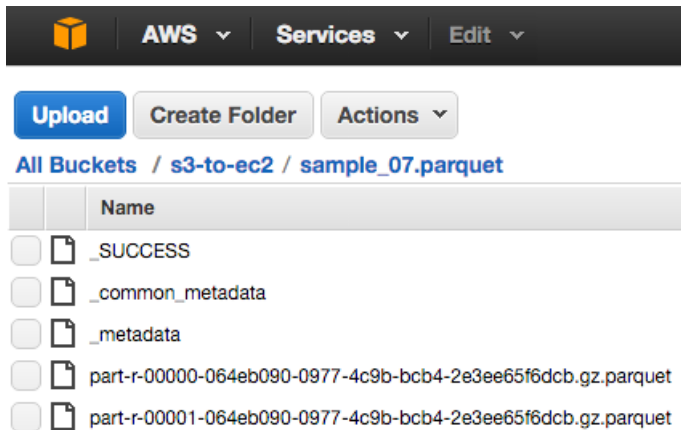 AWS Services Edit
Upload Create Folder Actions
All Buckets / s3-to-ec2 / sample_07.parquet
Name
_SUCCESS
_common_metadata
_metadata
part-r-00000-064eb090-0977-4c9b-bcb4-2e3ee65f6dcb.gz.parquet
part-r-00001-064eb090-0977-4c9b-bcb4-2e3ee65f6dcb.gz.parquet